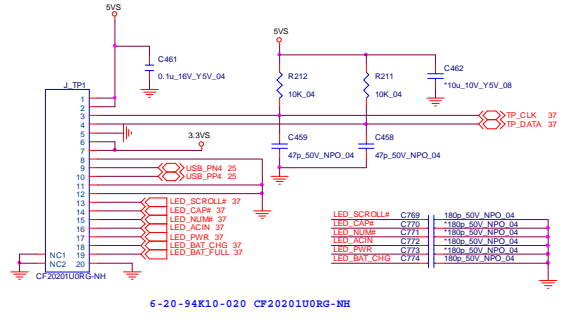 5VS
C461
0.1u_16V_Y5V_04
5VS
R212
10K_04
R211
10K_04
C462
*10u_10V_Y5V_08
J_TP1
1
2
3
4
5
6
7
8
9
10
11
12
13
14
15
16
17
18
19
20
NC1
NC2
CF20201U0RG-NH
TP_CLK 37
TP_DATA 37
3.3VS
C459
47p_50V_NPO_04
C458
47p_50V_NPO_04
USB_PN4 25
USB_PP4 25
LED_SCROLL# 37
LED_CAP# 37
LED_NUM# 37
LED_ACIN 37
LED_PWR 37
LED_BAT_CHG 37
LED_BAT_FULL 37
LED_SCROLL# C769 180p_50V_NPO_04
LED_CAP# C770 *180p_50V_NPO_04
LED_NUM# C771 *180p_50V_NPO_04
LED_ACIN C772 *180p_50V_NPO_04
LED_PWR C773 *180p_50V_NPO_04
LED_BAT_CHG C774 180p_50V_NPO_04
6-20-94K10-020 CF20201U0RG-NH